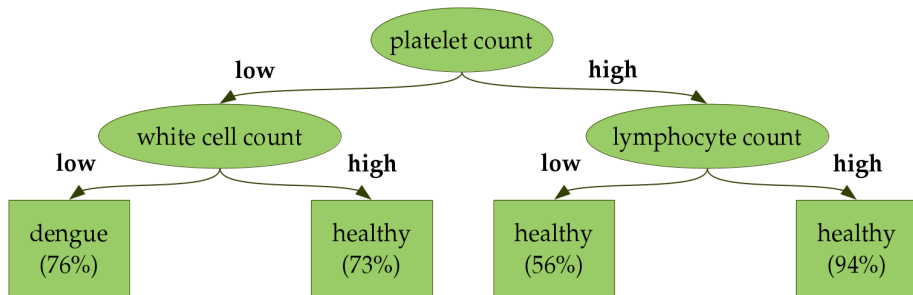 platelet count
low
high
white cell count
lymphocyte count
low
high
low
high
dengue
(76%)
healthy
(73%)
healthy
(56%)
healthy
(94%)